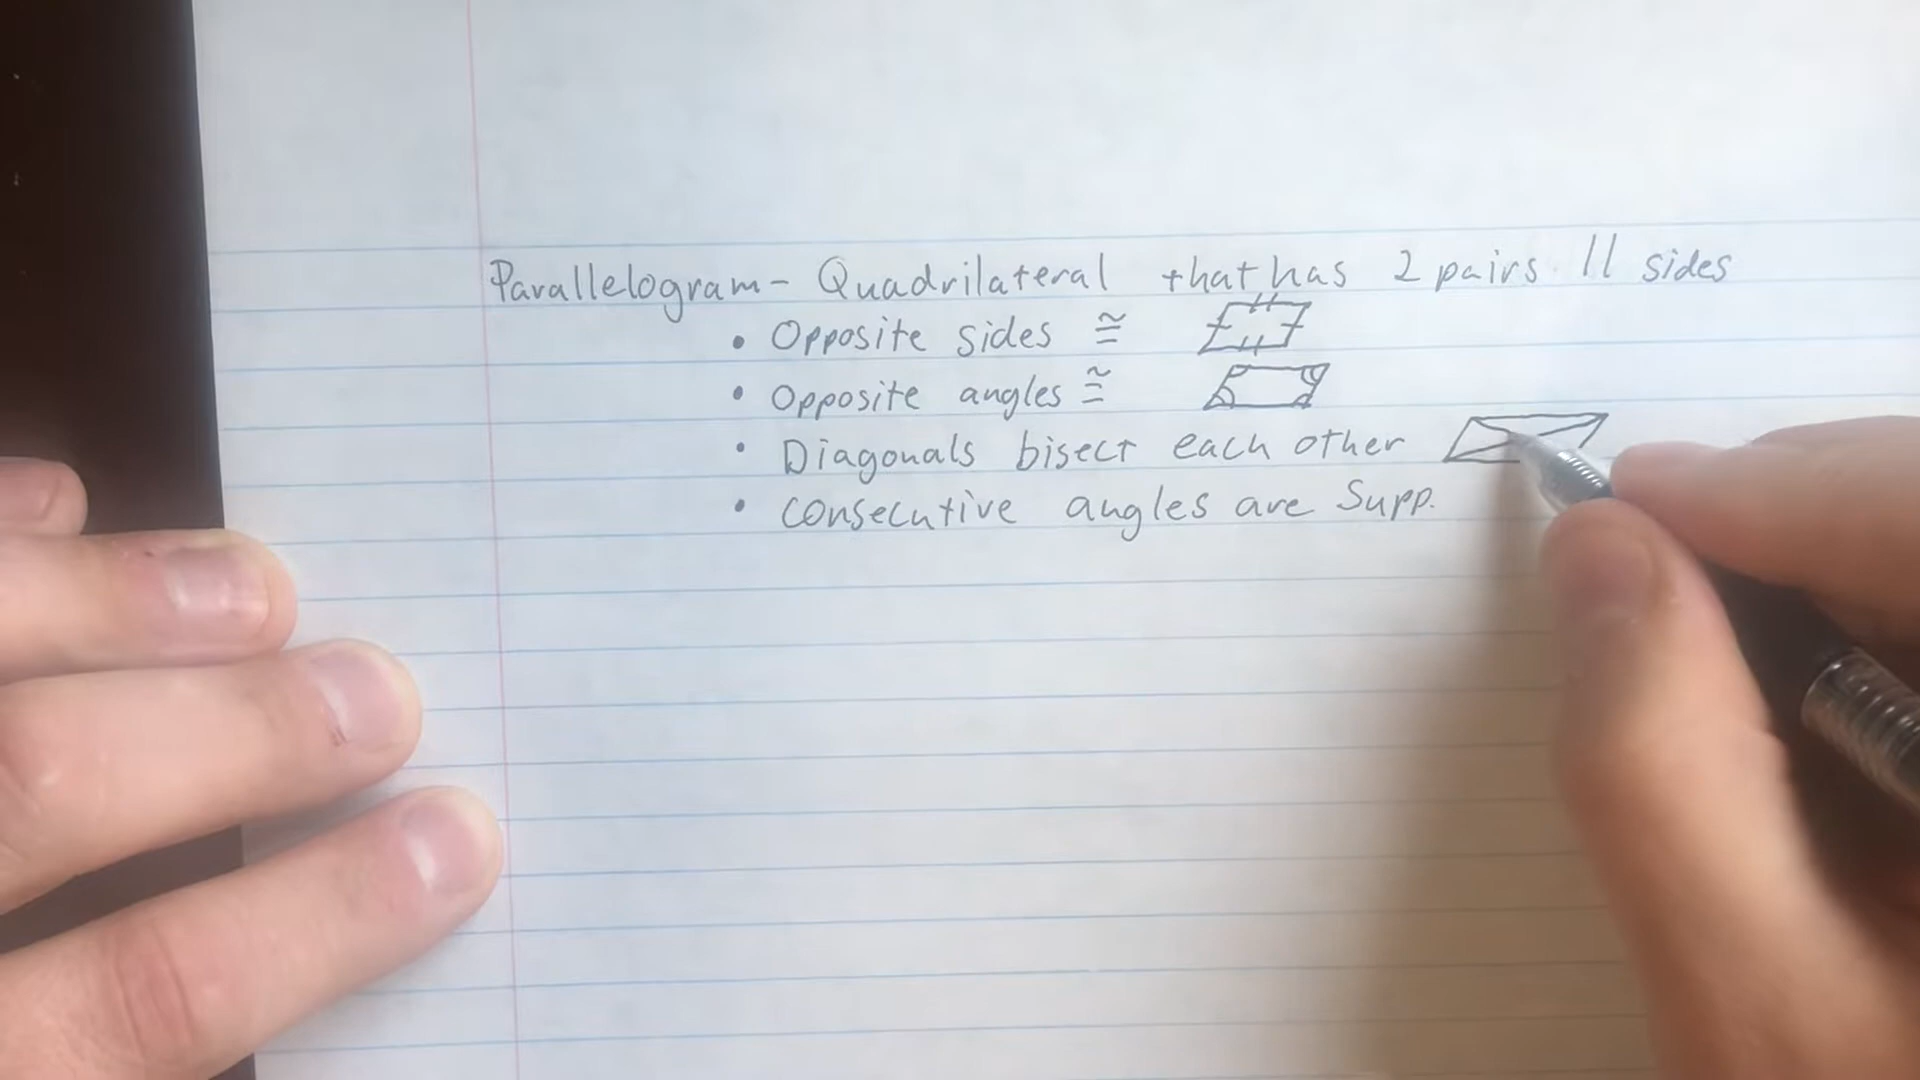 Parallelogram - Quadrilateral that has 2 pairs || sides
• Opposite sides ≅
• Opposite angles ≅
• Diagonals bisect each other
• consecutive angles are Supp.